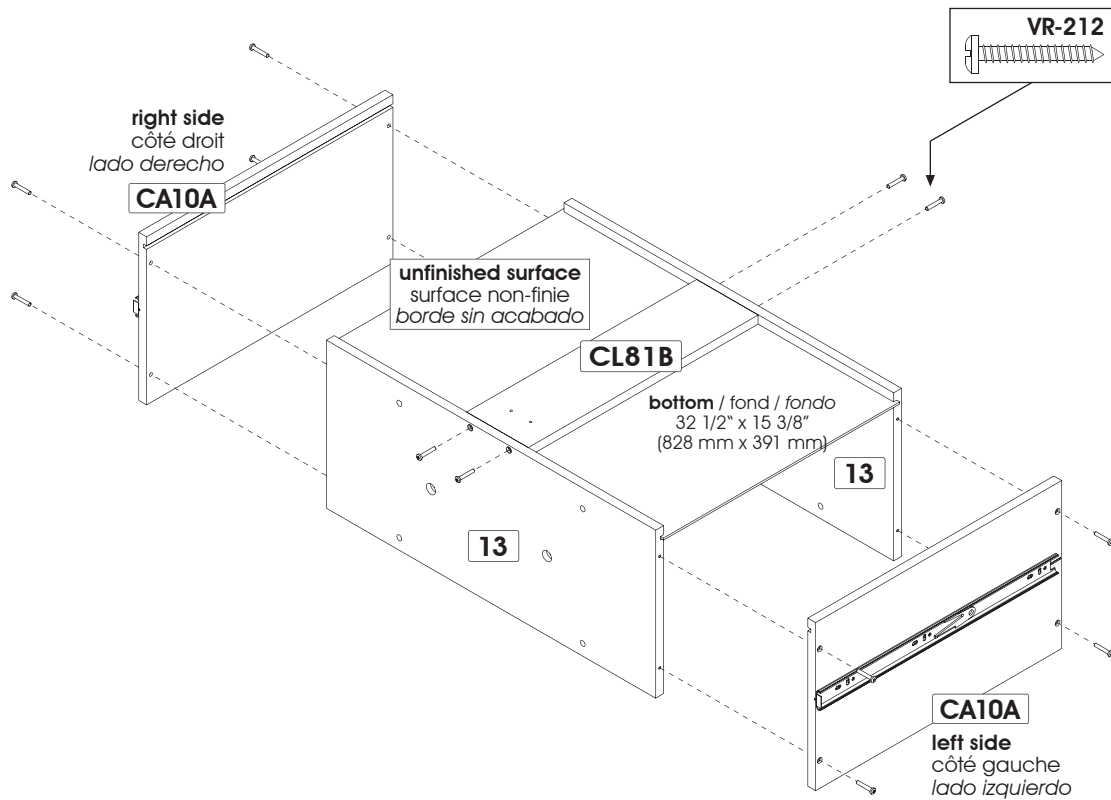 VR-212
right side
côté droit
lado derecho
CA10A
unfinished surface
surface non-finie
borde sin acabado
CL81B
bottom / fond / fondo
32 1/2“ x 15 3/8“
(828 mm x 391 mm)
13
13
CA10A
left side
côté gauche
lado izquierdo